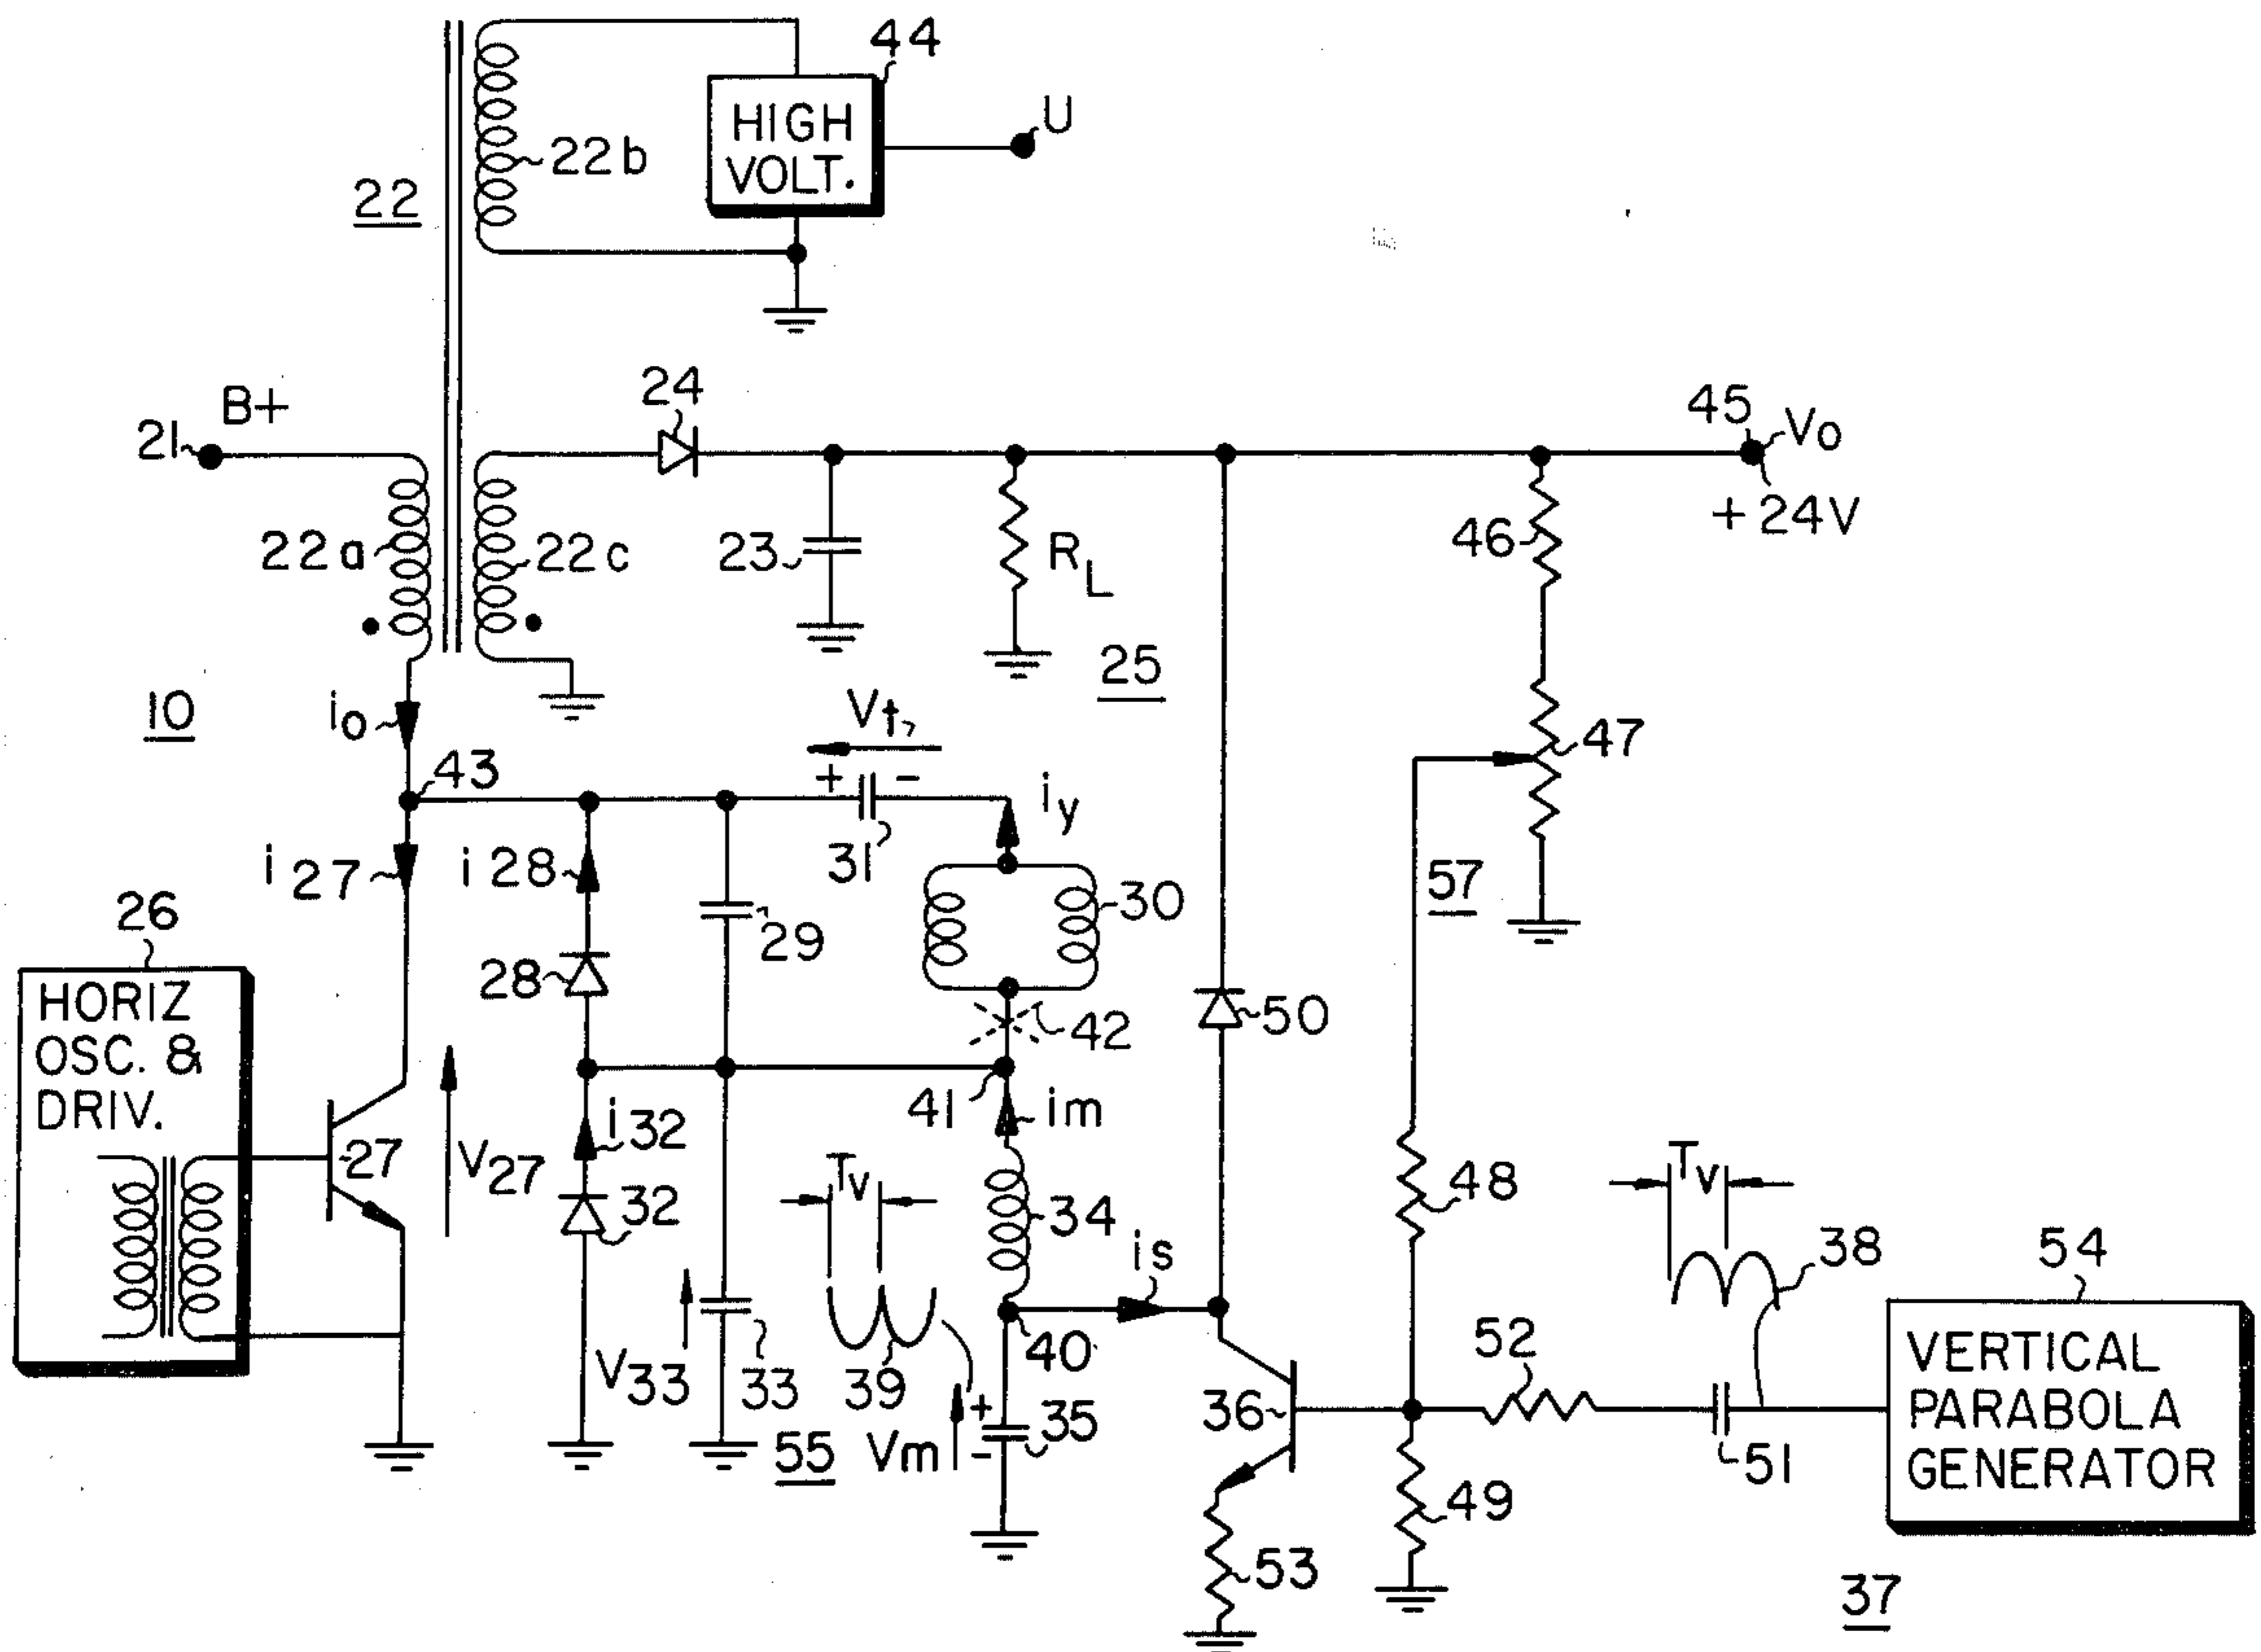 44
HIGH
VOLT.
U
22b
22
24
B+
21
45
Vo
+24V
22a
22c
23
RL
46
25
10
io
Vt
47
43
+ -
iy
31
i27
i28
57
30
26
29
28
50
42
HORIZ
OSC. &
DRIV.
41
im
i32
27
V27
Tv
Tv
32
34
48
38
54
is
52
V33
33
39
40
36
VERTICAL
PARABOLA
GENERATOR
+
35
55
Vm
-
51
49
53
37